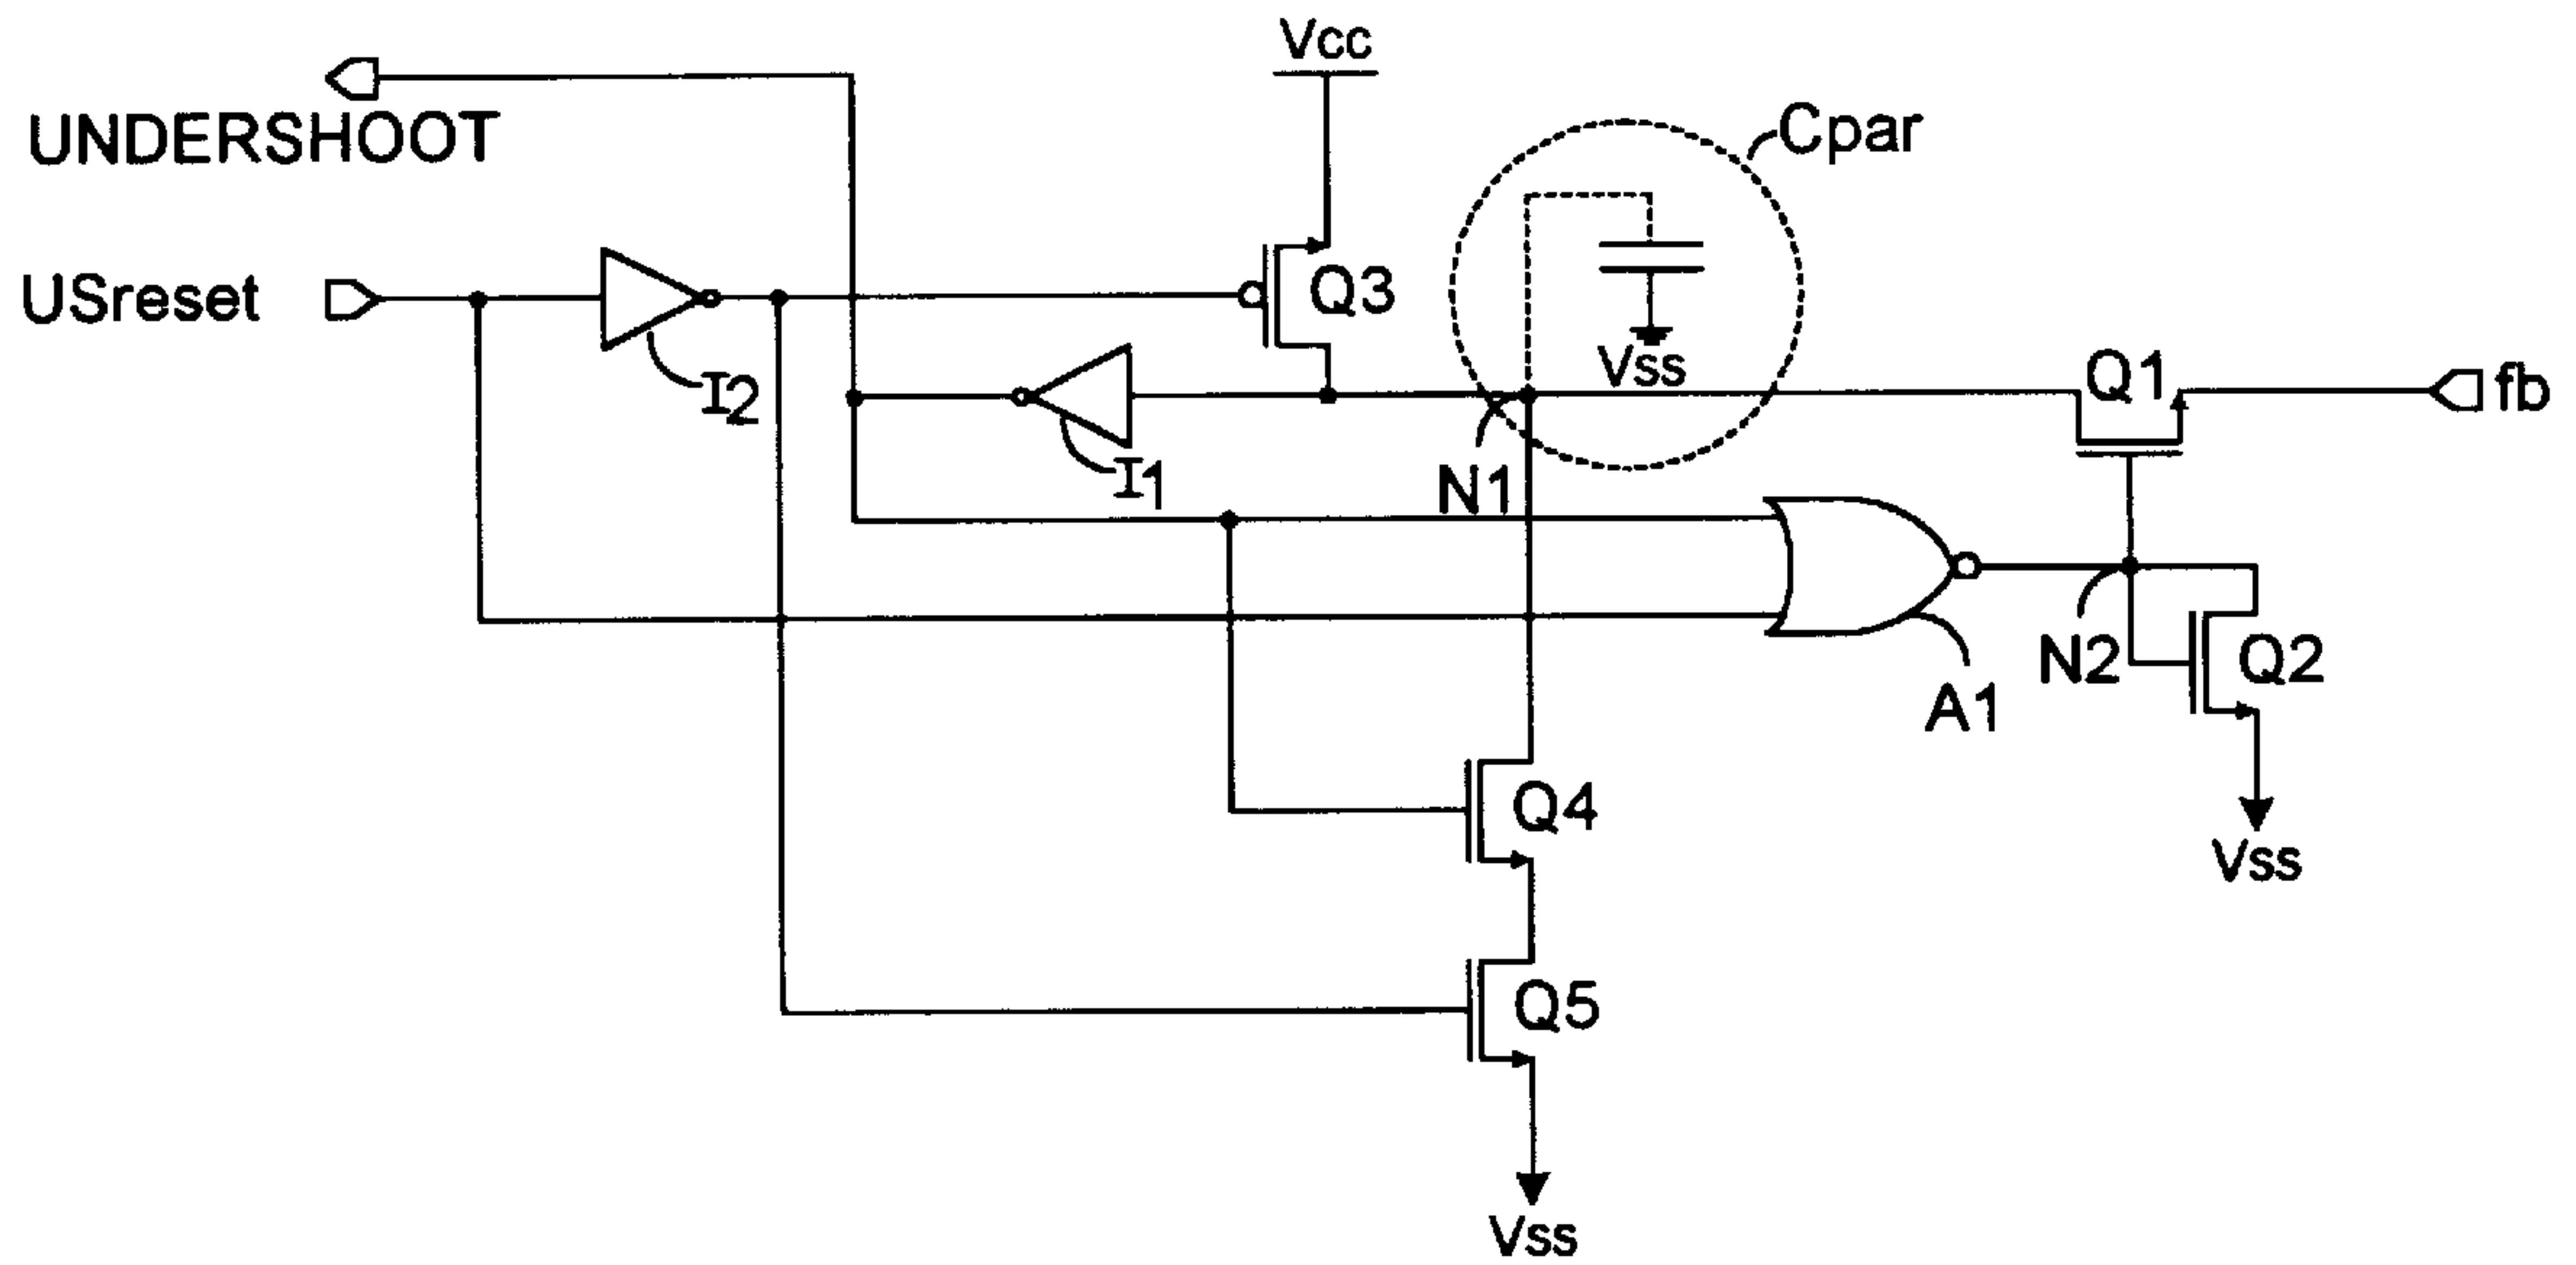 Vcc
Cpar
UNDERSHOOT
USreset
Q3
Vss
Q1
fb
I2
I1
N1
N2
Q2
A1
Q4
Vss
Q5
Vss